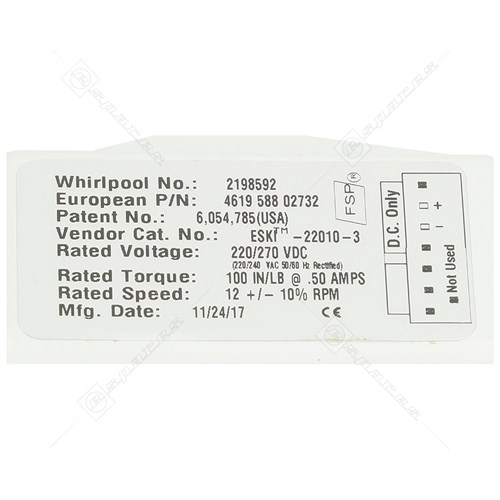 Whirlpool No.: 2198592
European P/N: 4619 588 02732
Patent No.: 6,054,785(USA)
Vendor Cat. No.: ESKI™-22010-3
Rated Voltage: 220/270 VDC
(220/240 VAC 50/60 Hz Rectified)
Rated Torque: 100 IN/LB @ .50 AMPS
Rated Speed: 12 +/- 10% RPM
Mfg. Date: 11/24/17 CE
FSP®
D.C. Only
- +
Not Used